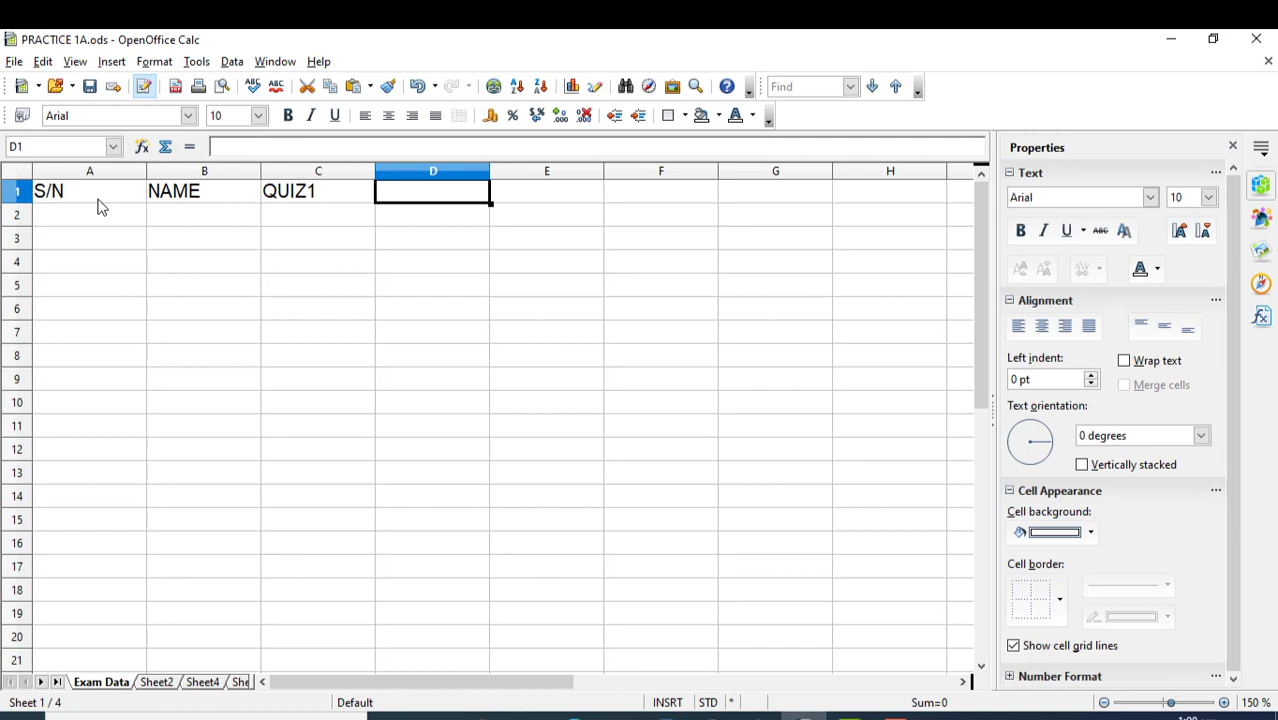 PRACTICE 1A.ods - OpenOffice Calc
File Edit View Insert Format Tools Data Window Help
Find
Arial 10
D1
A B C D E F G H
1 S/N NAME QUIZ1
2
3
4
5
6
7
8
9
10
11
12
13
14
15
16
17
18
19
20
21
Exam Data Sheet2 Sheet4 She
Sheet 1 / 4 Default INSRT STD * Sum=0 150 %
Properties
Text
Arial 10
Alignment
Left indent:
0 pt
Wrap text
Merge cells
Text orientation:
0 degrees
Vertically stacked
Cell Appearance
Cell background:
Cell border:
Show cell grid lines
Number Format